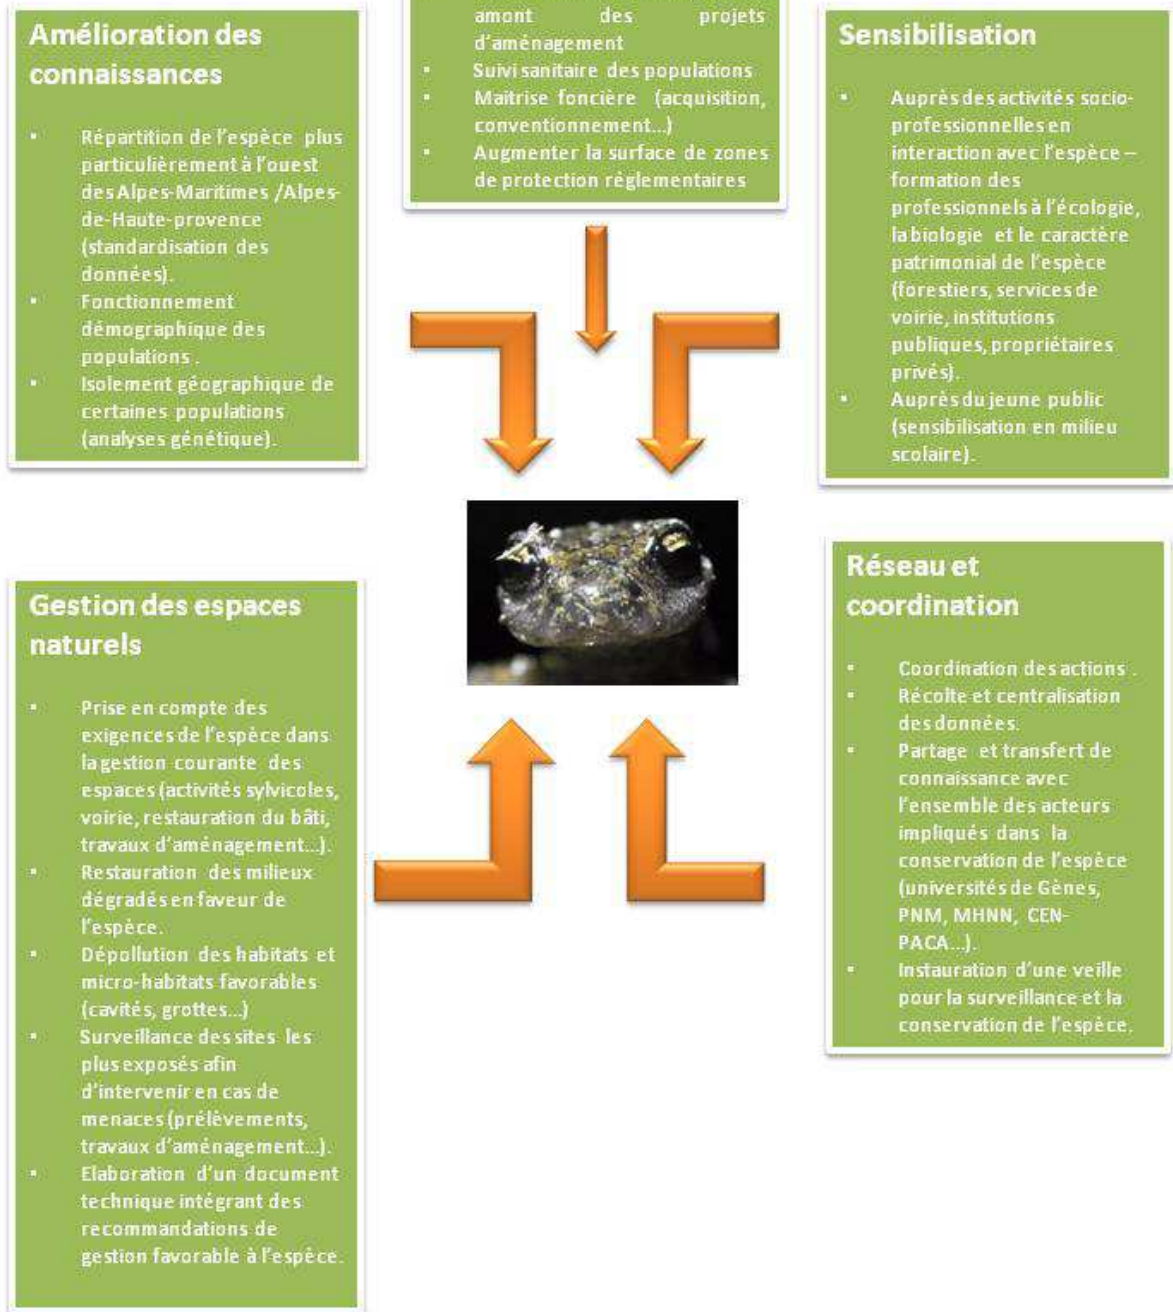 Amélioration des
connaissances
▪ Répartition de l'espèce plus
particulièrement à l'ouest
des Alpes-Maritimes /Alpes-
de-Haute-provence
(standardisation des
données).
▪ Fonctionnement
démographique des
populations .
▪ Isolement géographique de
certaines populations
(analyses génétique).
amont des projets
d'aménagement
▪ Suivi sanitaire des populations
▪ Maitrise foncière (acquisition,
conventionnement...)
▪ Augmenter la surface de zones
de protection réglementaires
Sensibilisation
▪ Auprès des activités socio-
professionnelles en
interaction avec l'espèce –
formation des
professionnels à l'écologie,
la biologie et le caractère
patrimonial de l'espèce
(forestiers, services de
voirie, institutions
publiques, propriétaires
privés).
▪ Auprès du jeune public
(sensibilisation en milieu
scolaire).
Gestion des espaces
naturels
▪ Prise en compte des
exigences de l'espèce dans
la gestion courante des
espaces (activités sylvicoles,
voirie, restauration du bâti,
travaux d'aménagement...).
▪ Restauration des milieux
dégradés en faveur de
l'espèce.
▪ Dépollution des habitats et
micro-habitats favorables
(cavités, grottes...)
▪ Surveillance des sites les
plus exposés afin
d'intervenir en cas de
menaces (prélèvements,
travaux d'aménagement...).
▪ Elaboration d'un document
technique intégrant des
recommandations de
gestion favorable à l'espèce.
Réseau et
coordination
▪ Coordination des actions .
▪ Récolte et centralisation
des données.
▪ Partage et transfert de
connaissance avec
l'ensemble des acteurs
impliqués dans la
conservation de l'espèce
(universités de Gènes,
PNM, MHNN, CEN-
PACA...).
▪ Instauration d'une veille
pour la surveillance et la
conservation de l'espèce.